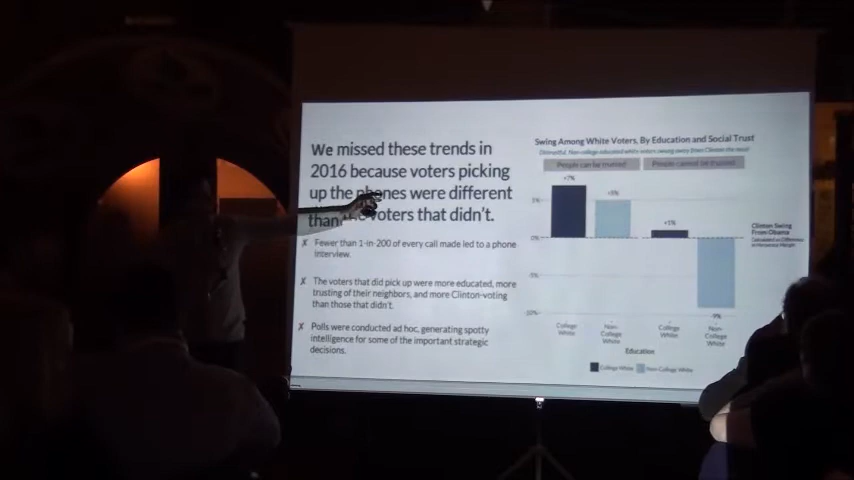 We missed these trends in
2016 because voters picking
up the phones were different
than the voters that didn't.
✗ Fewer than 1-in-200 of every call made led to a phone
interview.
✗ The voters that did pick up were more educated, more
trusting of their neighbors, and more Clinton-voting
than those that didn't.
✗ Polls were conducted ad hoc, generating spotty
intelligence for some of the important strategic
decisions.
Swing Among White Voters, By Education and Social Trust
People can be trusted
People cannot be trusted
+7%
+5%
+1%
-9%
5%
0%
-5%
-10%
College
White
Non-
College
White
College
White
Non-
College
White
Education
College White
Non-College White
Clinton Swing
From Obama